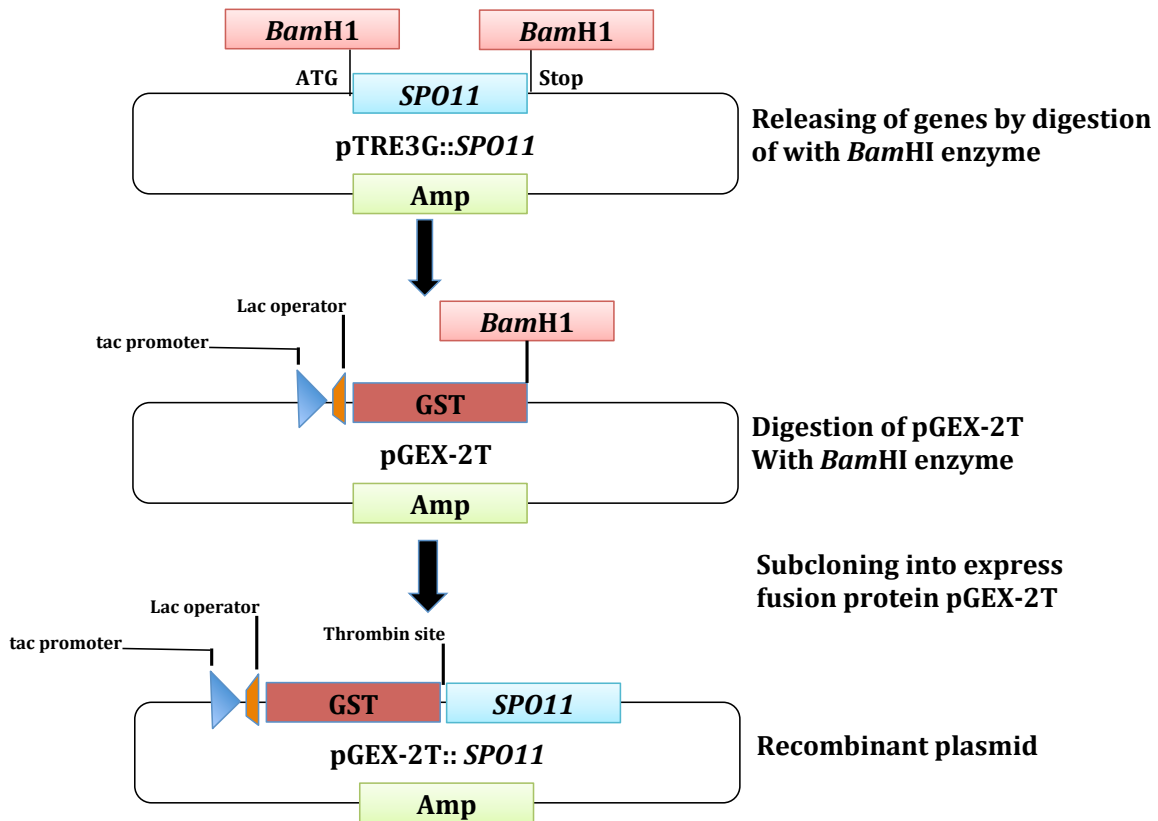 BamH1
BamH1
ATG
Stop
SPO11
pTRE3G::SPO11
Amp
Releasing of genes by digestion
of with BamHI enzyme
Lac operator
tac promoter
BamH1
GST
pGEX-2T
Amp
Digestion of pGEX-2T
With BamHI enzyme
Subcloning into express
fusion protein pGEX-2T
Lac operator
tac promoter
Thrombin site
GST
SPO11
pGEX-2T:: SPO11
Amp
Recombinant plasmid